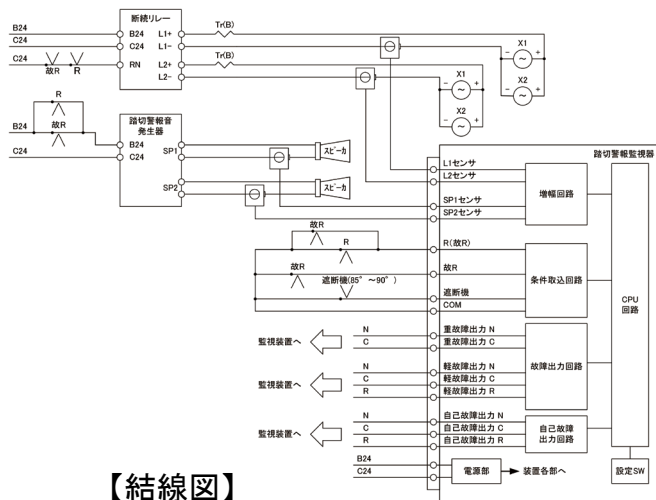 断続リレー
B24
C24
C24
故R
R
B24
C24
RN
L1+
L1-
L2+
L2-
Tr(B)
Tr(B)
X1
- +
X2
X1
- +
X2
R
故R
B24
C24
踏切警報音
発生器
B24
C24
SP1
SP2
スピーカ
スピーカ
踏切警報監視器
L1センサ
L2センサ
SP1センサ
SP2センサ
増幅回路
故R
R
故R
遮断機(85°~90°)
R(故R)
故R
遮断機
COM
条件取込回路
CPU
回路
監視装置へ
N
C
重故障出力 N
重故障出力 C
故障出力回路
監視装置へ
N
C
R
軽故障出力 N
軽故障出力 C
軽故障出力 R
監視装置へ
N
C
R
自己故障出力 N
自己故障出力 C
自己故障出力 R
自己故障
出力回路
B24
C24
電源部
装置各部へ
設定SW
【結線図】